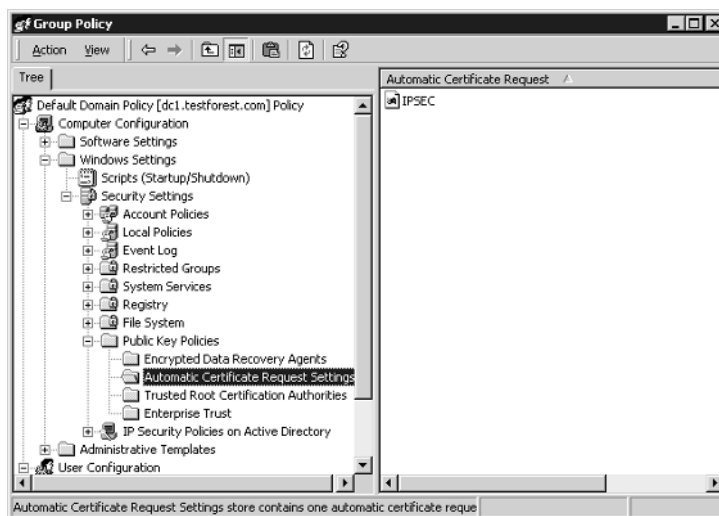 Group Policy
Action View
Tree
Automatic Certificate Request
Default Domain Policy [dc1.testforest.com] Policy
IPSEC
Computer Configuration
Software Settings
Windows Settings
Scripts (Startup/Shutdown)
Security Settings
Account Policies
Local Policies
Event Log
Restricted Groups
System Services
Registry
File System
Public Key Policies
Encrypted Data Recovery Agents
Automatic Certificate Request Settings
Trusted Root Certification Authorities
Enterprise Trust
IP Security Policies on Active Directory
Administrative Templates
User Configuration
Automatic Certificate Request Settings store contains one automatic certificate reque